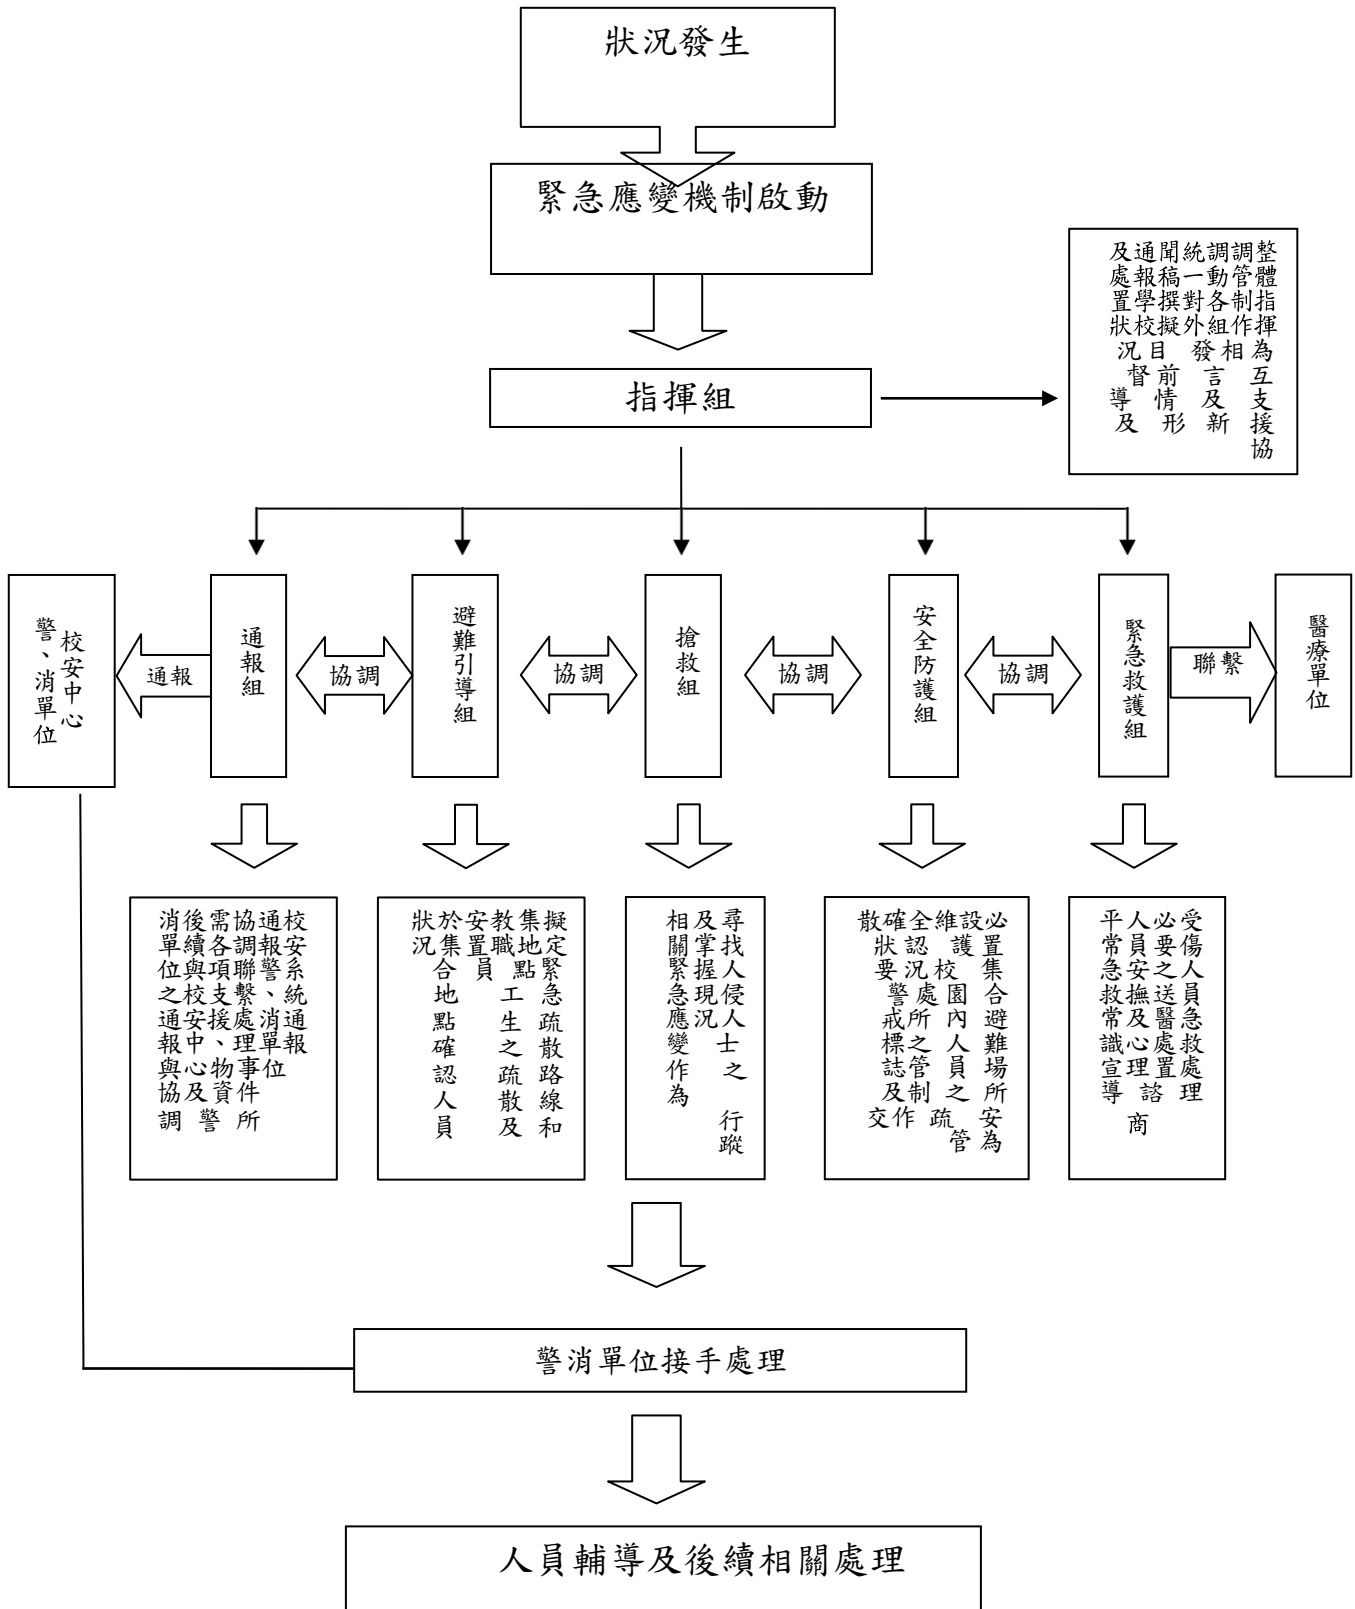 狀況發生
緊急應變機制啟動
指揮組
整體指揮督導及協
調管制作為
調動各組相互支援
統一對外發言及新
聞稿撰擬
通報學校目前情形
及處置狀況
校安中心
警、消單位
通報
通報組
協調
避難引導組
協調
搶救組
協調
安全防護組
協調
緊急救護組
聯繫
醫療單位
校安系統通報
通報警、消單位
協調聯繫處理事件所
需各項支援、物資
後續與校安中心及警
消單位之通報與協調
擬定緊急疏散路線和
集地點
教職員工生之疏散及
安置
於集合地點確認人員
狀況
尋找人侵人士之行蹤
及掌握現況
相關緊急應變作為
必要處所之管制作為
設置警戒標誌及交管
維護校園內人員之安
全
確認集合避難場所疏
散狀況
受傷人員急救處理
必要之送醫處置
人員安撫及心理諮商
平常急救常識宣導
警消單位接手處理
人員輔導及後續相關處理